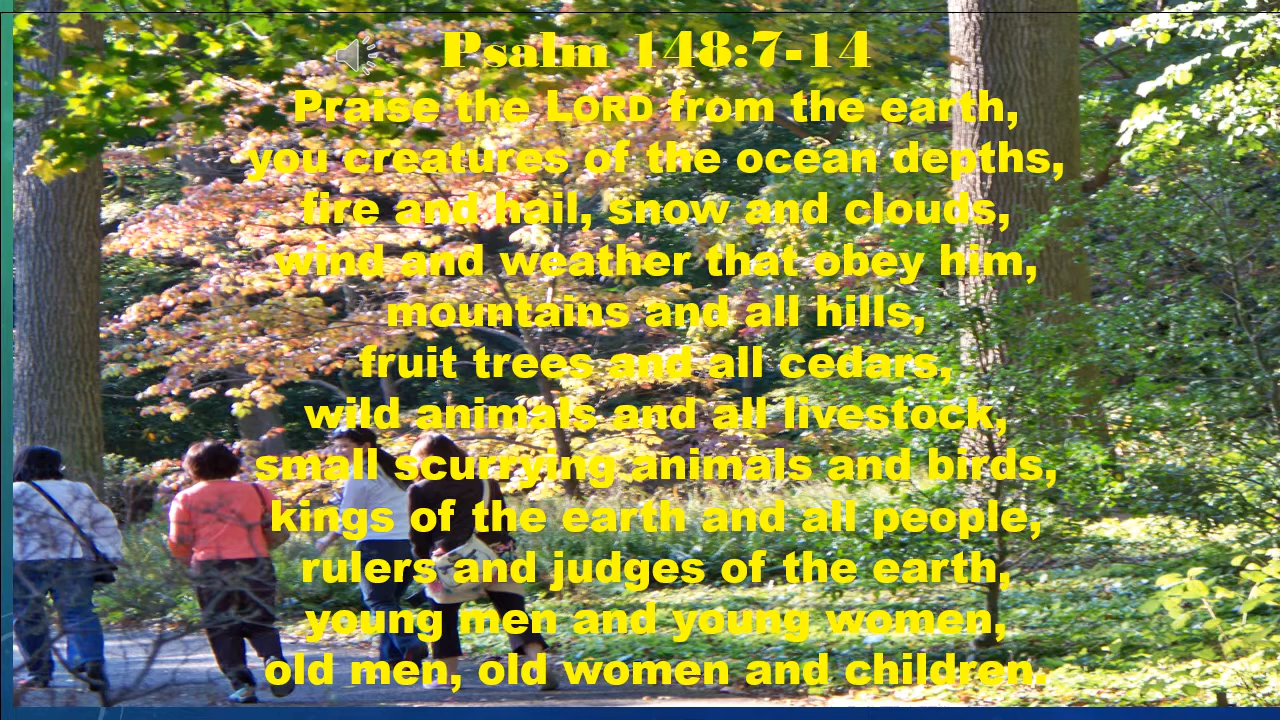 Psalm 148:7-14
Praise the LORD from the earth,
you creatures of the ocean depths,
fire and hail, snow and clouds,
wind and weather that obey him,
mountains and all hills,
fruit trees and all cedars,
wild animals and all livestock,
small scurrying animals and birds,
kings of the earth and all people,
rulers and judges of the earth,
young men and young women,
old men, old women and children.